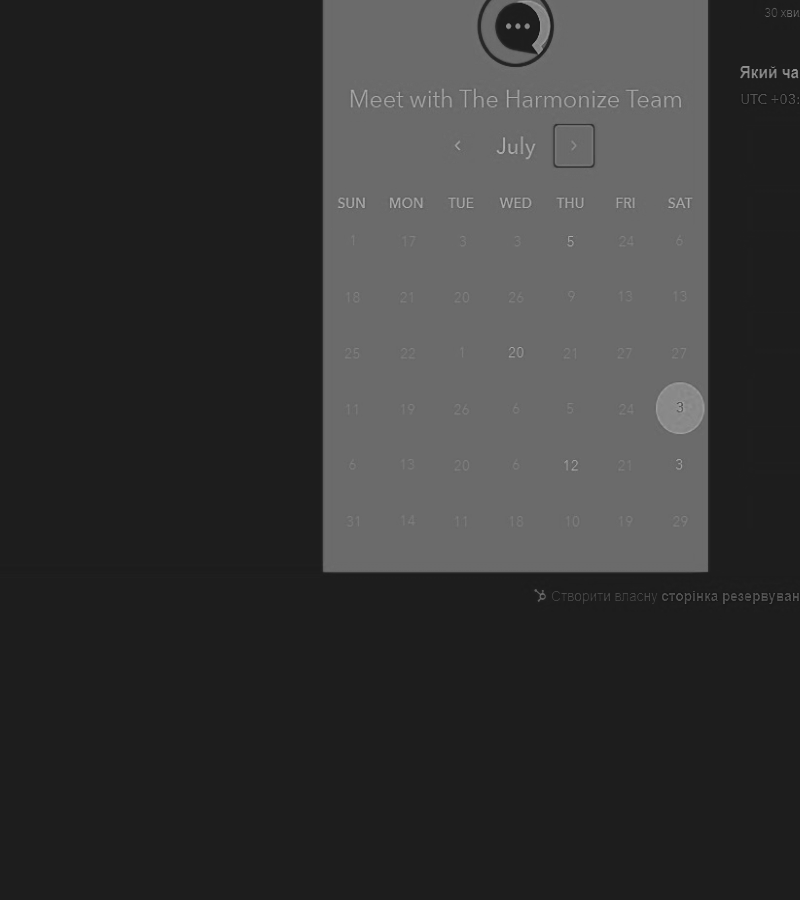 30 хви
Який ча
UTC +03:
Meet with The Harmonize Team
July
SUN MON TUE WED THU FRI SAT
1 17 3 3 5 24 6
18 21 20 26 9 13 13
25 22 1 20 21 27 27
11 19 26 6 5 24 3
6 13 20 6 12 21 3
31 14 11 18 10 19 29
Створити власну сторінка резервуван